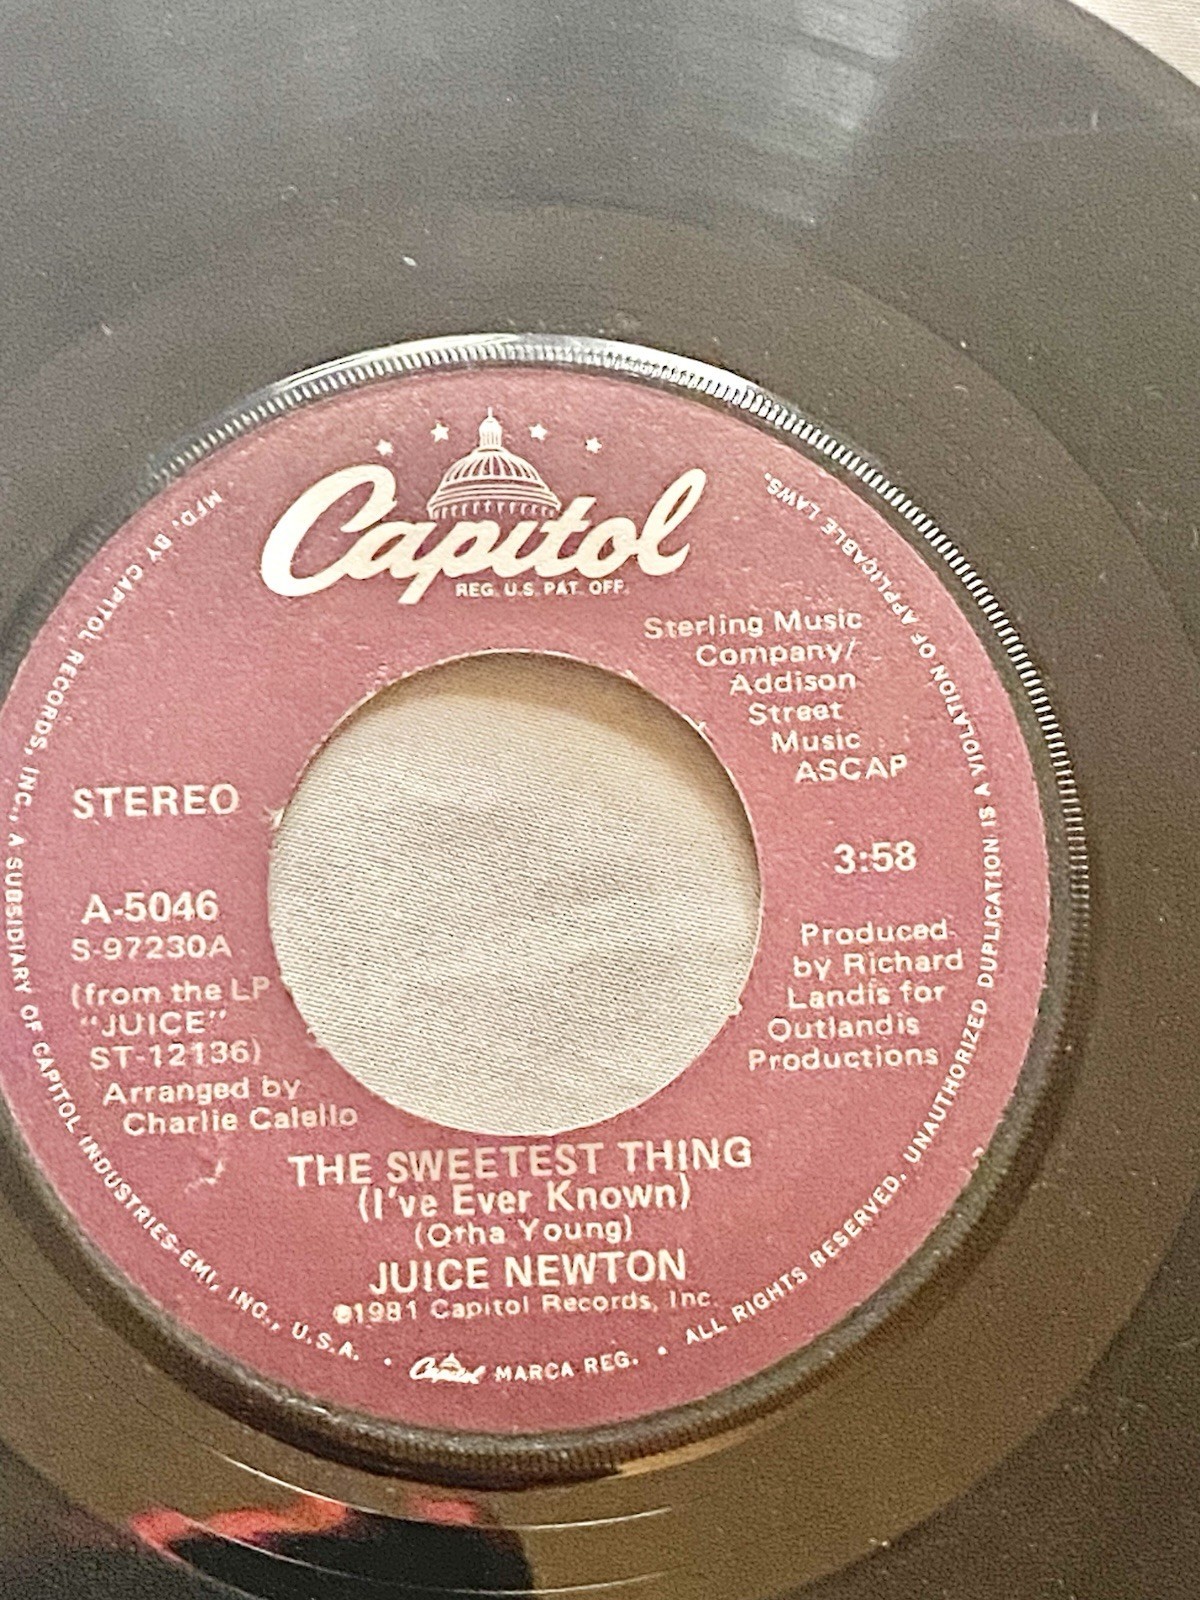 Capitol
REG. U.S. PAT. OFF.
Sterling Music
Company/
Addison
Street
Music
ASCAP
STEREO
3:58
A-5046
S-97230A
(from the LP
"JUICE"
ST-12136)
Arranged by
Charlie Calello
Produced
by Richard
Landis for
Outlandis
Productions
THE SWEETEST THING
(I've Ever Known)
(Otha Young)
JUICE NEWTON
℗1981 Capitol Records, Inc.
MFD. BY CAPITOL RECORDS, INC., A SUBSIDIARY OF CAPITOL INDUSTRIES-EMI, INC., U.S.A. • Capitol MARCA REG. • ALL RIGHTS RESERVED. UNAUTHORIZED DUPLICATION IS A VIOLATION OF APPLICABLE LAWS.